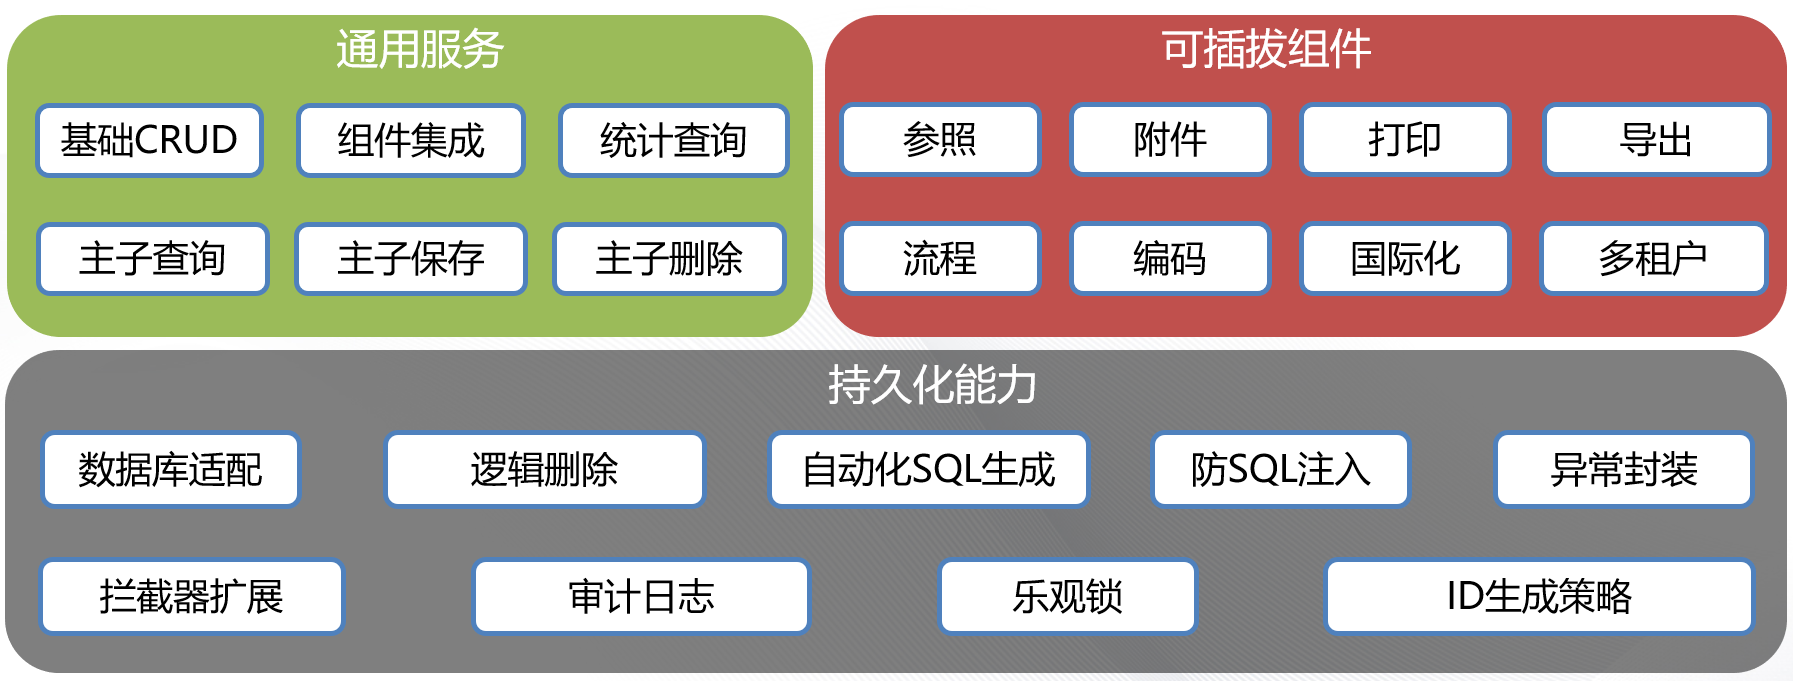 通用服务
基础CRUD
组件集成
统计查询
主子查询
主子保存
主子删除
可插拔组件
参照
附件
打印
导出
流程
编码
国际化
多租户
持久化能力
数据库适配
逻辑删除
自动化SQL生成
防SQL注入
异常封装
拦截器扩展
审计日志
乐观锁
ID生成策略